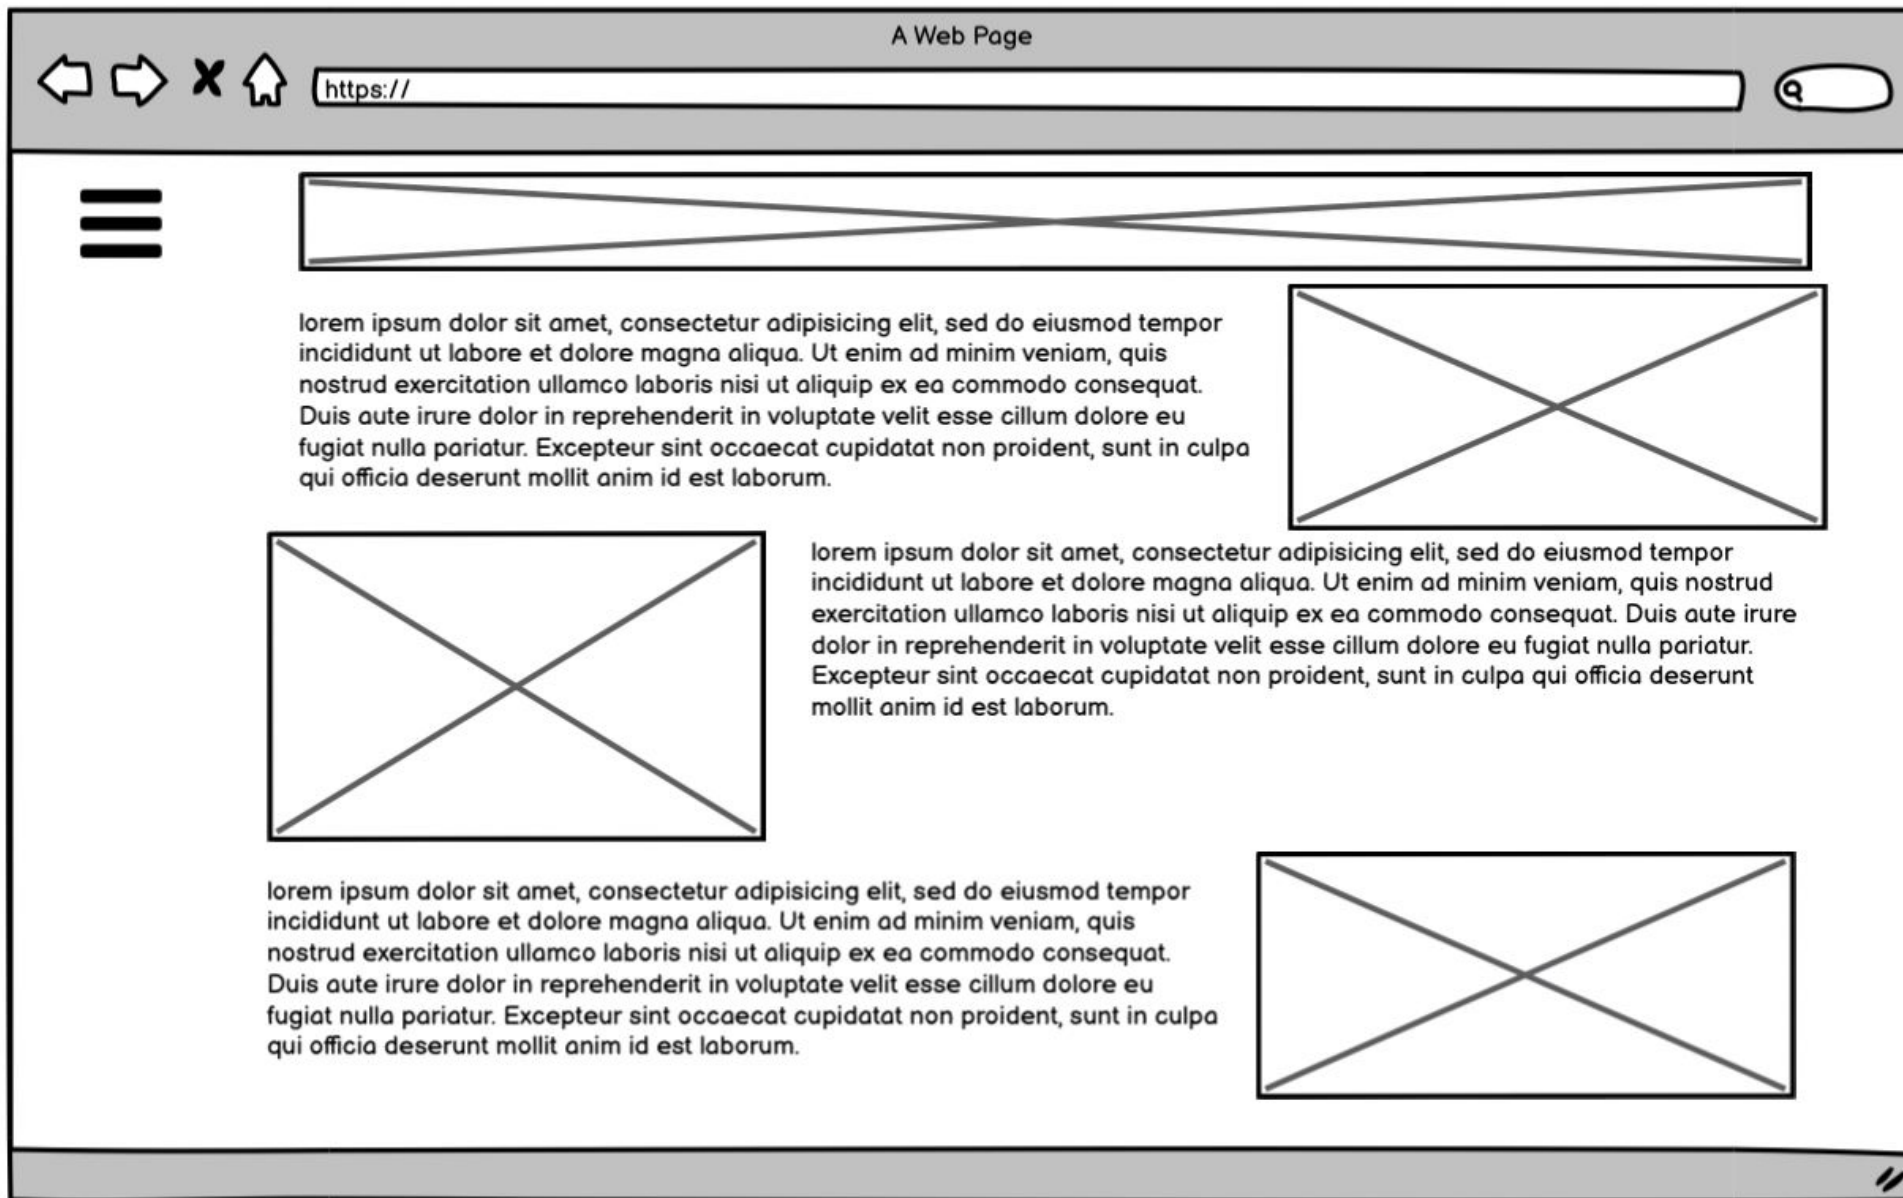 A Web Page
https://
lorem ipsum dolor sit amet, consectetur adipisicing elit, sed do eiusmod tempor
incididunt ut labore et dolore magna aliqua. Ut enim ad minim veniam, quis
nostrud exercitation ullamco laboris nisi ut aliquip ex ea commodo consequat.
Duis aute irure dolor in reprehenderit in voluptate velit esse cillum dolore eu
fugiat nulla pariatur. Excepteur sint occaecat cupidatat non proident, sunt in culpa
qui officia deserunt mollit anim id est laborum.
lorem ipsum dolor sit amet, consectetur adipisicing elit, sed do eiusmod tempor
incididunt ut labore et dolore magna aliqua. Ut enim ad minim veniam, quis nostrud
exercitation ullamco laboris nisi ut aliquip ex ea commodo consequat. Duis aute irure
dolor in reprehenderit in voluptate velit esse cillum dolore eu fugiat nulla pariatur.
Excepteur sint occaecat cupidatat non proident, sunt in culpa qui officia deserunt
mollit anim id est laborum.
lorem ipsum dolor sit amet, consectetur adipisicing elit, sed do eiusmod tempor
incididunt ut labore et dolore magna aliqua. Ut enim ad minim veniam, quis
nostrud exercitation ullamco laboris nisi ut aliquip ex ea commodo consequat.
Duis aute irure dolor in reprehenderit in voluptate velit esse cillum dolore eu
fugiat nulla pariatur. Excepteur sint occaecat cupidatat non proident, sunt in culpa
qui officia deserunt mollit anim id est laborum.